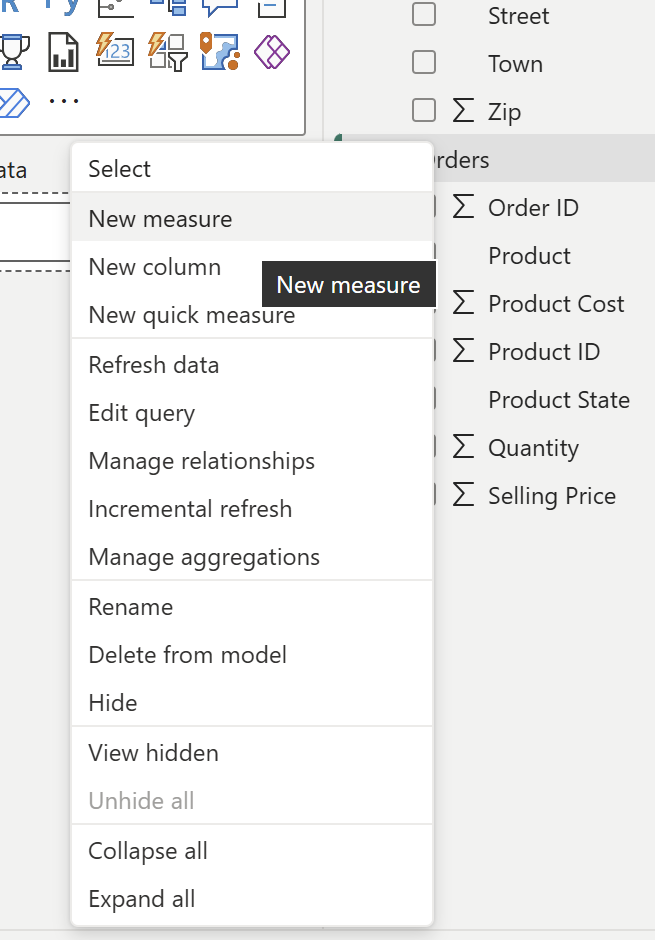 Street
Town
Zip
Select
New measure
New column
New measure
New quick measure
Refresh data
Edit query
Manage relationships
Incremental refresh
Manage aggregations
Rename
Delete from model
Hide
View hidden
Unhide all
Collapse all
Expand all
ata
rders
Order ID
Product
Product Cost
Product ID
Product State
Quantity
Selling Price
123